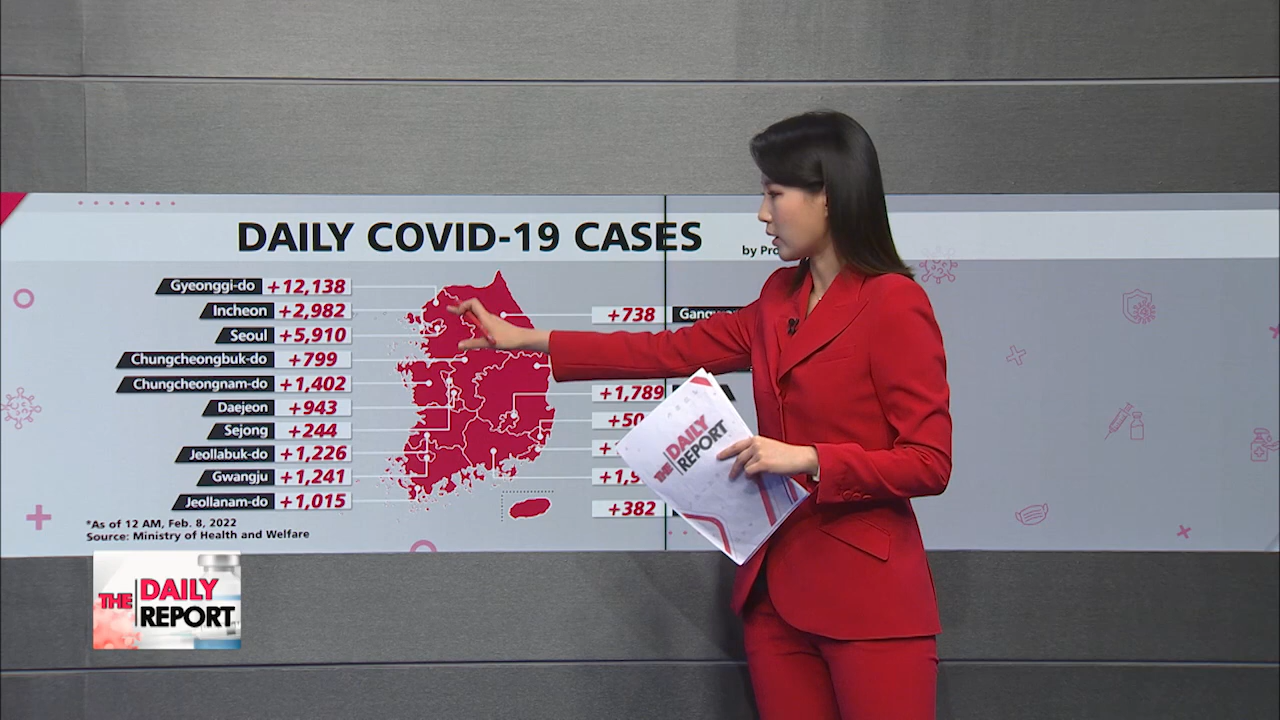 DAILY COVID-19 CASES
by
Gyeonggi-do +12,138
Incheon +2,982
Seoul +5,910
Chungcheongbuk-do +799
Chungcheongnam-do +1,402
Daejeon +943
Sejong +244
Jeollabuk-do +1,226
Gwangju +1,241
Jeollanam-do +1,015
+738
+1,789
+382
*As of 12 AM, Feb. 8, 2022
Source: Ministry of Health and Welfare
THE DAILY
REPORT
THE DAILY
REPORT